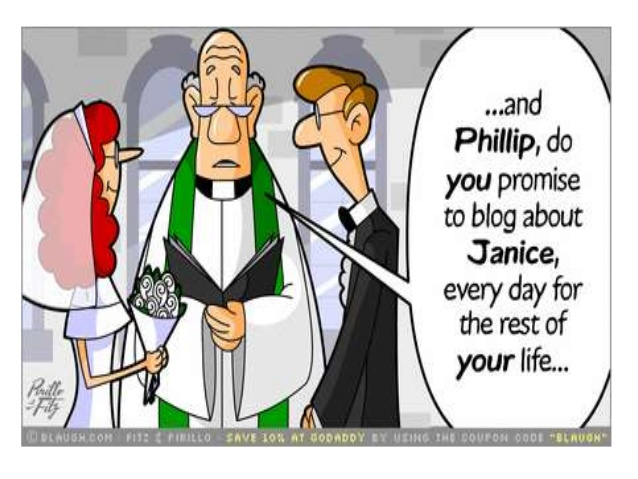 ...and
Phillip, do
you promise
to blog about
Janice,
every day for
the rest of
your life...
Pirillo
& Fitz
© BLAUGH.COM · FITZ & PIRILLO · SAVE 10% AT GODADDY BY USING THE COUPON CODE "BLAUGH"